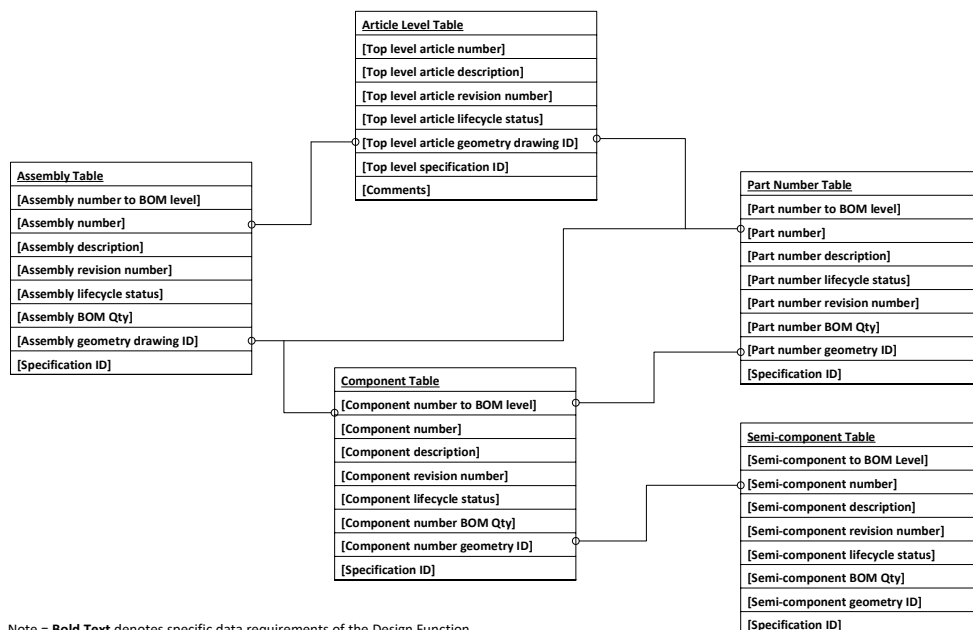 Article Level Table
[Top level article number]
[Top level article description]
[Top level article revision number]
[Top level article lifecycle status]
[Top level article geometry drawing ID]
[Top level specification ID]
[Comments]
Assembly Table
[Assembly number to BOM level]
[Assembly number]
[Assembly description]
[Assembly revision number]
[Assembly lifecycle status]
[Assembly BOM Qty]
[Assembly geometry drawing ID]
[Specification ID]
Part Number Table
[Part number to BOM level]
[Part number]
[Part number description]
[Part number lifecycle status]
[Part number revision number]
[Part number BOM Qty]
[Part number geometry ID]
[Specification ID]
Component Table
[Component number to BOM level]
[Component number]
[Component description]
[Component revision number]
[Component lifecycle status]
[Component number BOM Qty]
[Component number geometry ID]
[Specification ID]
Semi-component Table
[Semi-component to BOM Level]
[Semi-component number]
[Semi-component description]
[Semi-component revision number]
[Semi-component lifecycle status]
[Semi-component BOM Qty]
[Semi-component geometry ID]
[Specification ID]
Note = Bold Text denotes specific data requirements of the Design Function